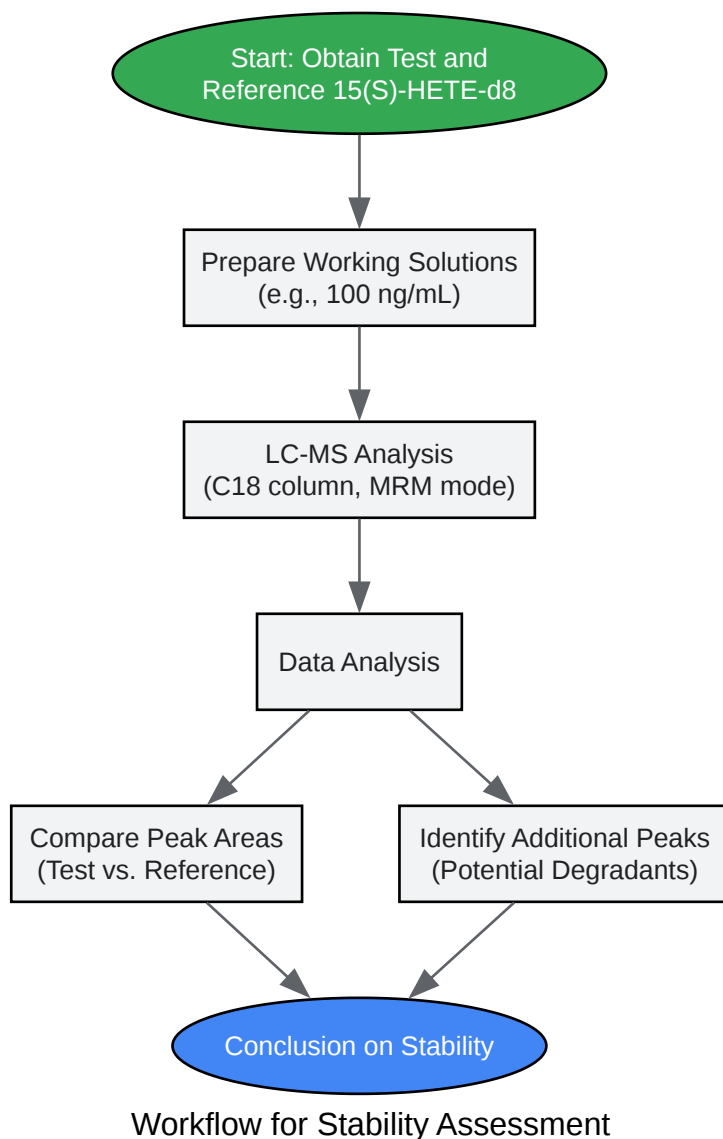 Start: Obtain Test and
Reference 15(S)-HETE-d8
Prepare Working Solutions
(e.g., 100 ng/mL)
LC-MS Analysis
(C18 column, MRM mode)
Data Analysis
Compare Peak Areas
(Test vs. Reference)
Identify Additional Peaks
(Potential Degradants)
Conclusion on Stability
Workflow for Stability Assessment